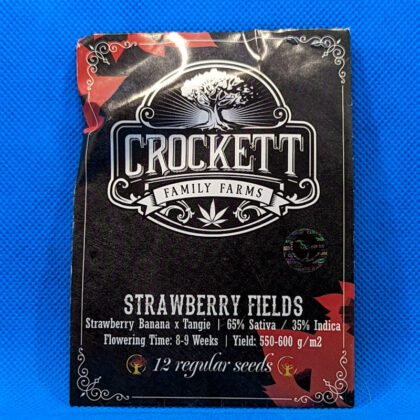 CROCKETT
FAMILY FARMS
STRAWBERRY FIELDS
Strawberry Banana x Tangie | 65% Sativa / 35% Indica
Flowering Time: 8-9 Weeks | Yield: 550-600 g/m2
12 regular seeds